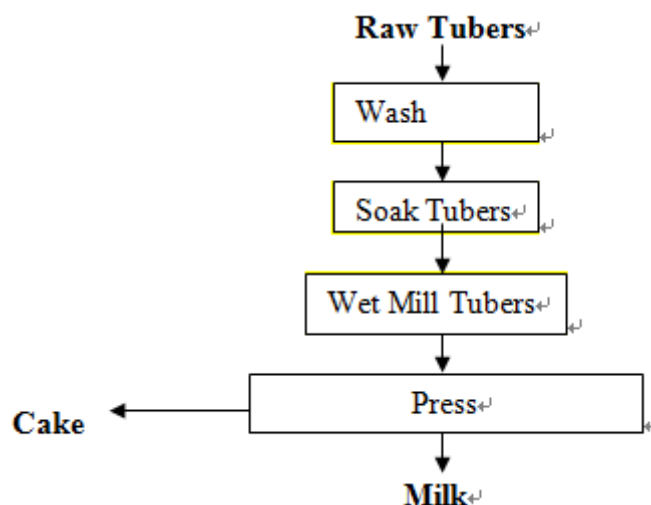 Raw Tubers
Wash
Soak Tubers
Wet Mill Tubers
Press
Cake
Milk